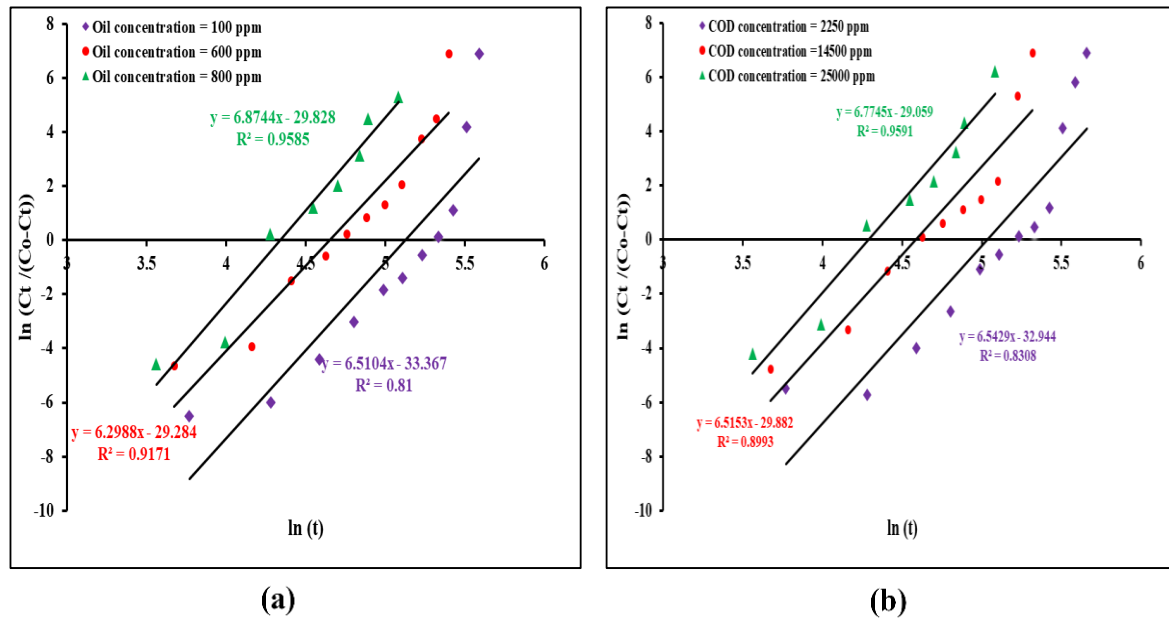 8
6
4
2
0
-2
-4
-6
-8
-10
3
3.5
4
4.5
5
5.5
6
ln (Ct /(Co-Ct))
ln (t)
Oil concentration = 100 ppm
Oil concentration = 600 ppm
Oil concentration = 800 ppm
y = 6.8744x - 29.828
R² = 0.9585
y = 6.5104x - 33.367
R² = 0.81
y = 6.2988x - 29.284
R² = 0.9171
(a)
8
6
4
2
0
-2
-4
-6
-8
-10
3
3.5
4
4.5
5
5.5
6
ln (Ct /(Co-Ct))
ln (t)
COD concentration = 2250 ppm
COD concentration =14500 ppm
COD concentration = 25000 ppm
y = 6.7745x - 29.059
R² = 0.9591
y = 6.5429x - 32.944
R² = 0.8308
y = 6.5153x - 29.882
R² = 0.8993
(b)